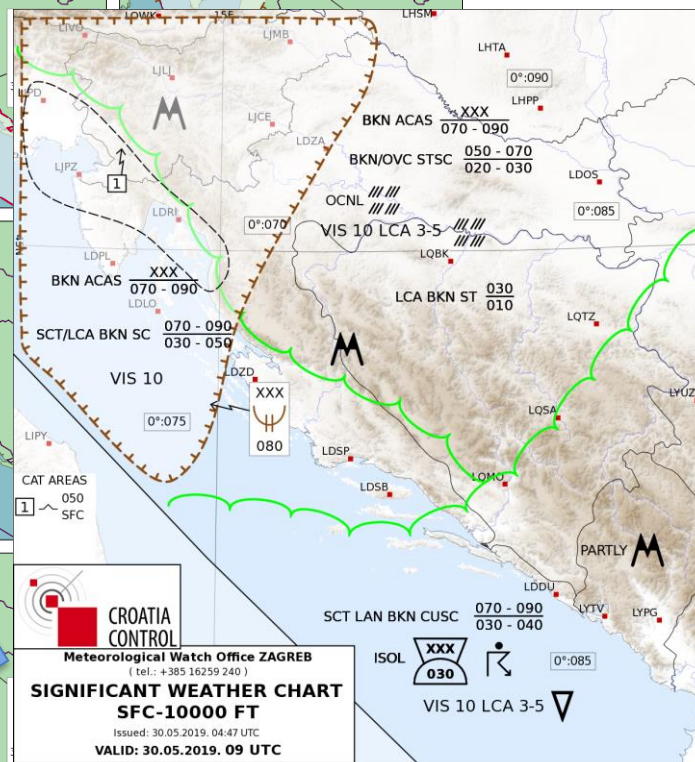 LOWK
15E
LHSM
LJVO
LJMB
LHTA
0°:090
LJLJ
LHPP
LJCE
BKN ACAS XXX
070 - 090
LDZA
BKN/OVC STSC 050 - 070
020 - 030
LJPZ
1
LDOS
OCNL
LDRI
0°:070
0°:085
VIS 10 LCA 3-5
LDPL
LQBK
BKN ACAS XXX
070 - 090
LCA BKN ST 030
010
LDLO
SCT/LCA BKN SC 070 - 090
030 - 050
LQTZ
VIS 10
LDZD
XXX
080
0°:075
LQSA
LYUZ
LIPY
LDSP
CAT AREAS
1 050
SFC
LDSB
LQMO
PARTLY
LDDU
LYTV
LYPG
SCT LAN BKN CUSC 070 - 090
030 - 040
ISOL XXX
030
0°:085
VIS 10 LCA 3-5
CROATIA
CONTROL
Meteorological Watch Office ZAGREB
( tel.: +385 16259 240 )
SIGNIFICANT WEATHER CHART
SFC-10000 FT
Issued: 30.05.2019. 04:47 UTC
VALID: 30.05.2019. 09 UTC